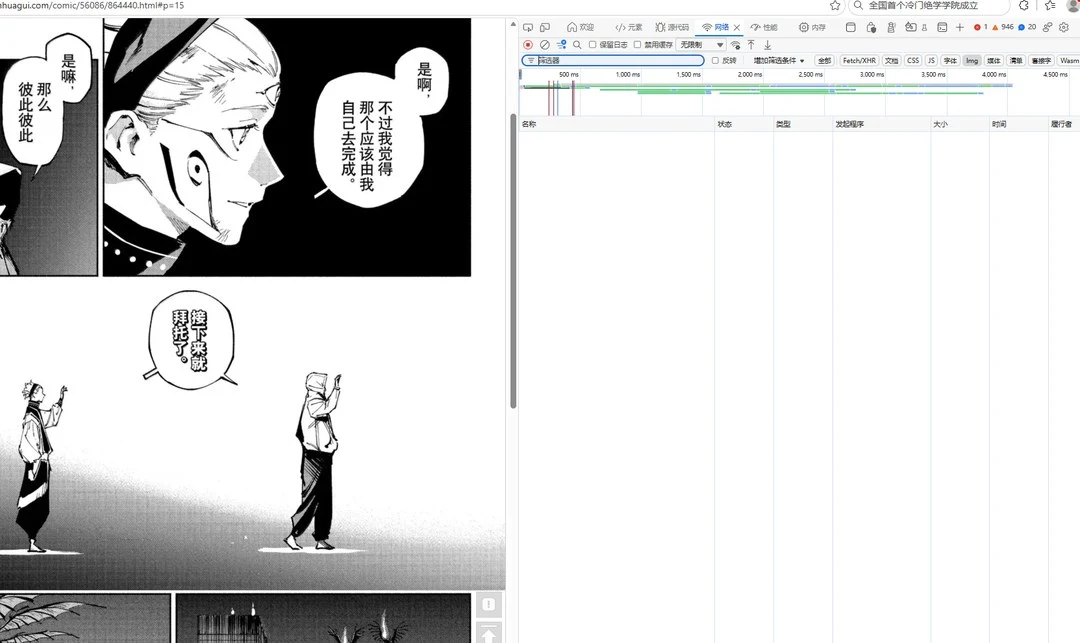 nhuagui.com/comic/56086/864440.html#p=15
全国首个冷门绝学学院成立
欢迎
元素
源代码
网络
性能
内存
1
946
20
保留日志
禁用缓存
无限制
筛选器
反转
增加筛选条件
全部
Fetch/XHR
文档
CSS
JS
字体
Img
媒体
清单
套接字
Wasm
500 ms
1.000 ms
1.500 ms
2.000 ms
2.500 ms
3.000 ms
3.500 ms
4.000 ms
4.500 ms
名称
状态
类型
发起程序
大小
时间
履行者
是啊，
不过我觉得
那个应该由我
自己去完成。
是嘛，
那么
彼此彼此
接下来就
拜托了。